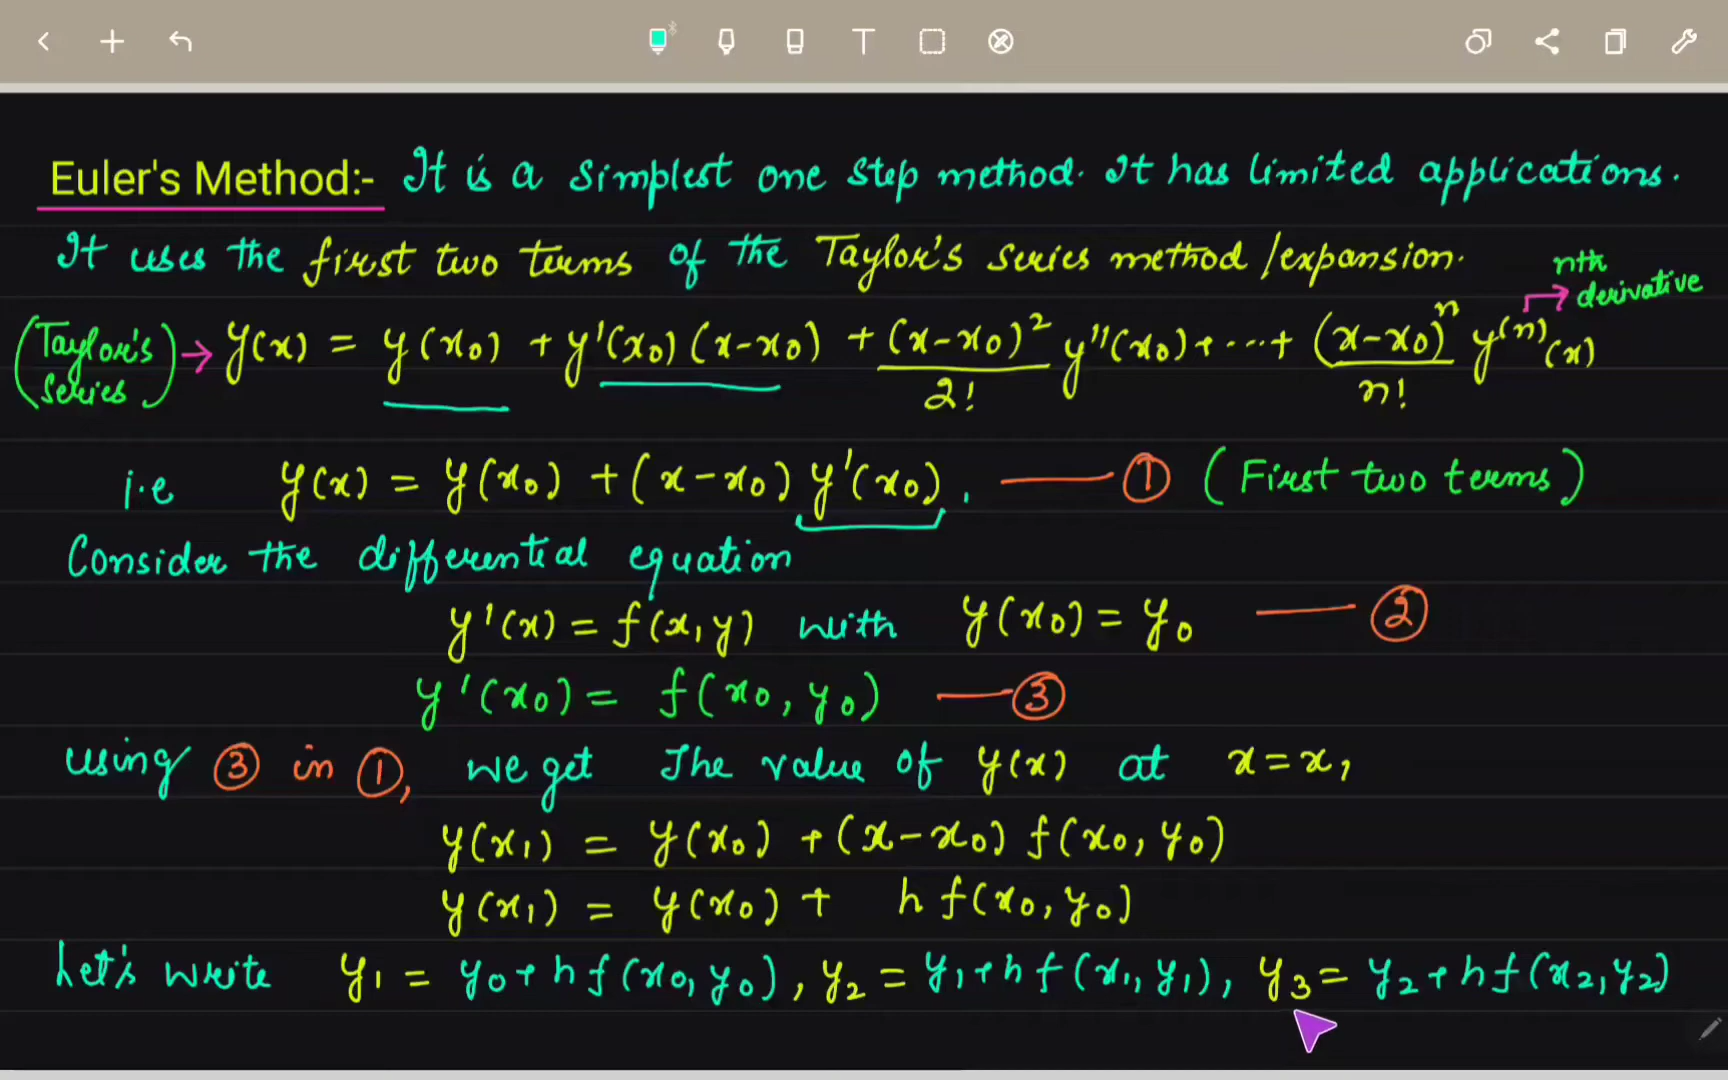 Euler's Method:- It is a simplest one step method. It has limited applications.
It uses the first two terms of the Taylor's series method/expansion.
nth derivative
(Taylor's series) → y(x) = y(x₀) + y'(x₀)(x-x₀) + (x-x₀)²/2! y''(x₀) + ... + (x-x₀)ⁿ/n! y⁽ⁿ⁾(x)
i.e y(x) = y(x₀) + (x-x₀) y'(x₀). —— ① (First two terms)
Consider the differential equation
y'(x) = f(x,y) with y(x₀) = y₀ —— ②
y'(x₀) = f(x₀, y₀) —— ③
using ③ in ①, we get The value of y(x) at x = x₁
y(x₁) = y(x₀) + (x-x₀) f(x₀, y₀)
y(x₁) = y(x₀) + h f(x₀, y₀)
Let's write y₁ = y₀+hf(x₀, y₀), y₂ = y₁+hf(x₁, y₁), y₃ = y₂+hf(x₂, y₂)